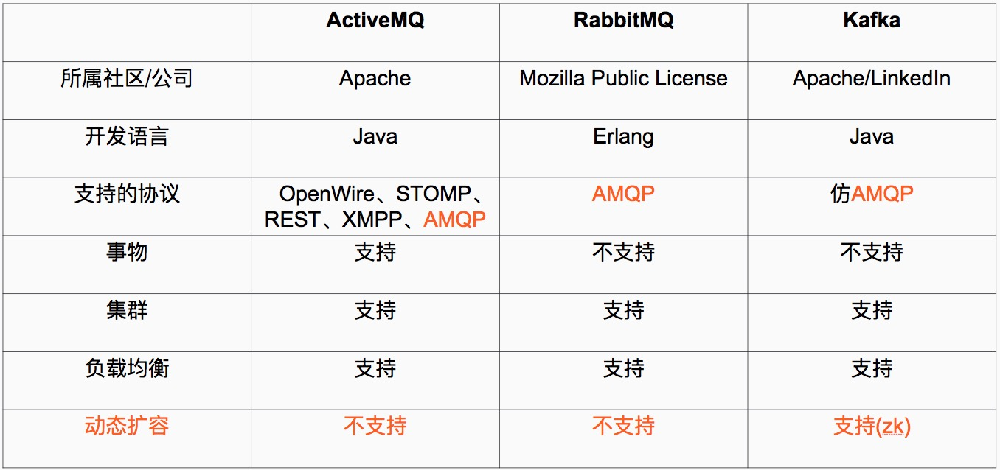 ActiveMQ RabbitMQ Kafka
所属社区/公司 Apache Mozilla Public License Apache/LinkedIn
开发语言 Java Erlang Java
支持的协议 OpenWire、STOMP、 AMQP 仿AMQP
REST、XMPP、AMQP
事物 支持 不支持 不支持
集群 支持 支持 支持
负载均衡 支持 支持 支持
动态扩容 不支持 不支持 支持(zk)